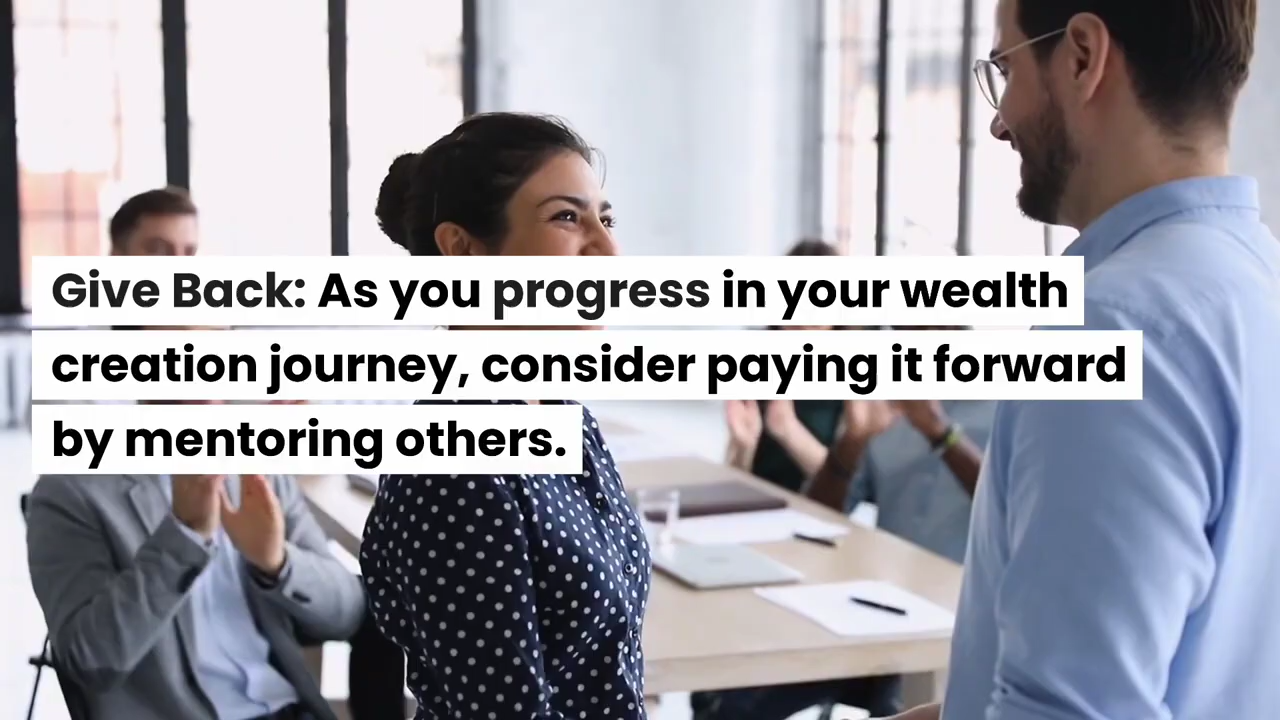 Give Back: As you progress in your wealth
creation journey, consider paying it forward
by mentoring others.